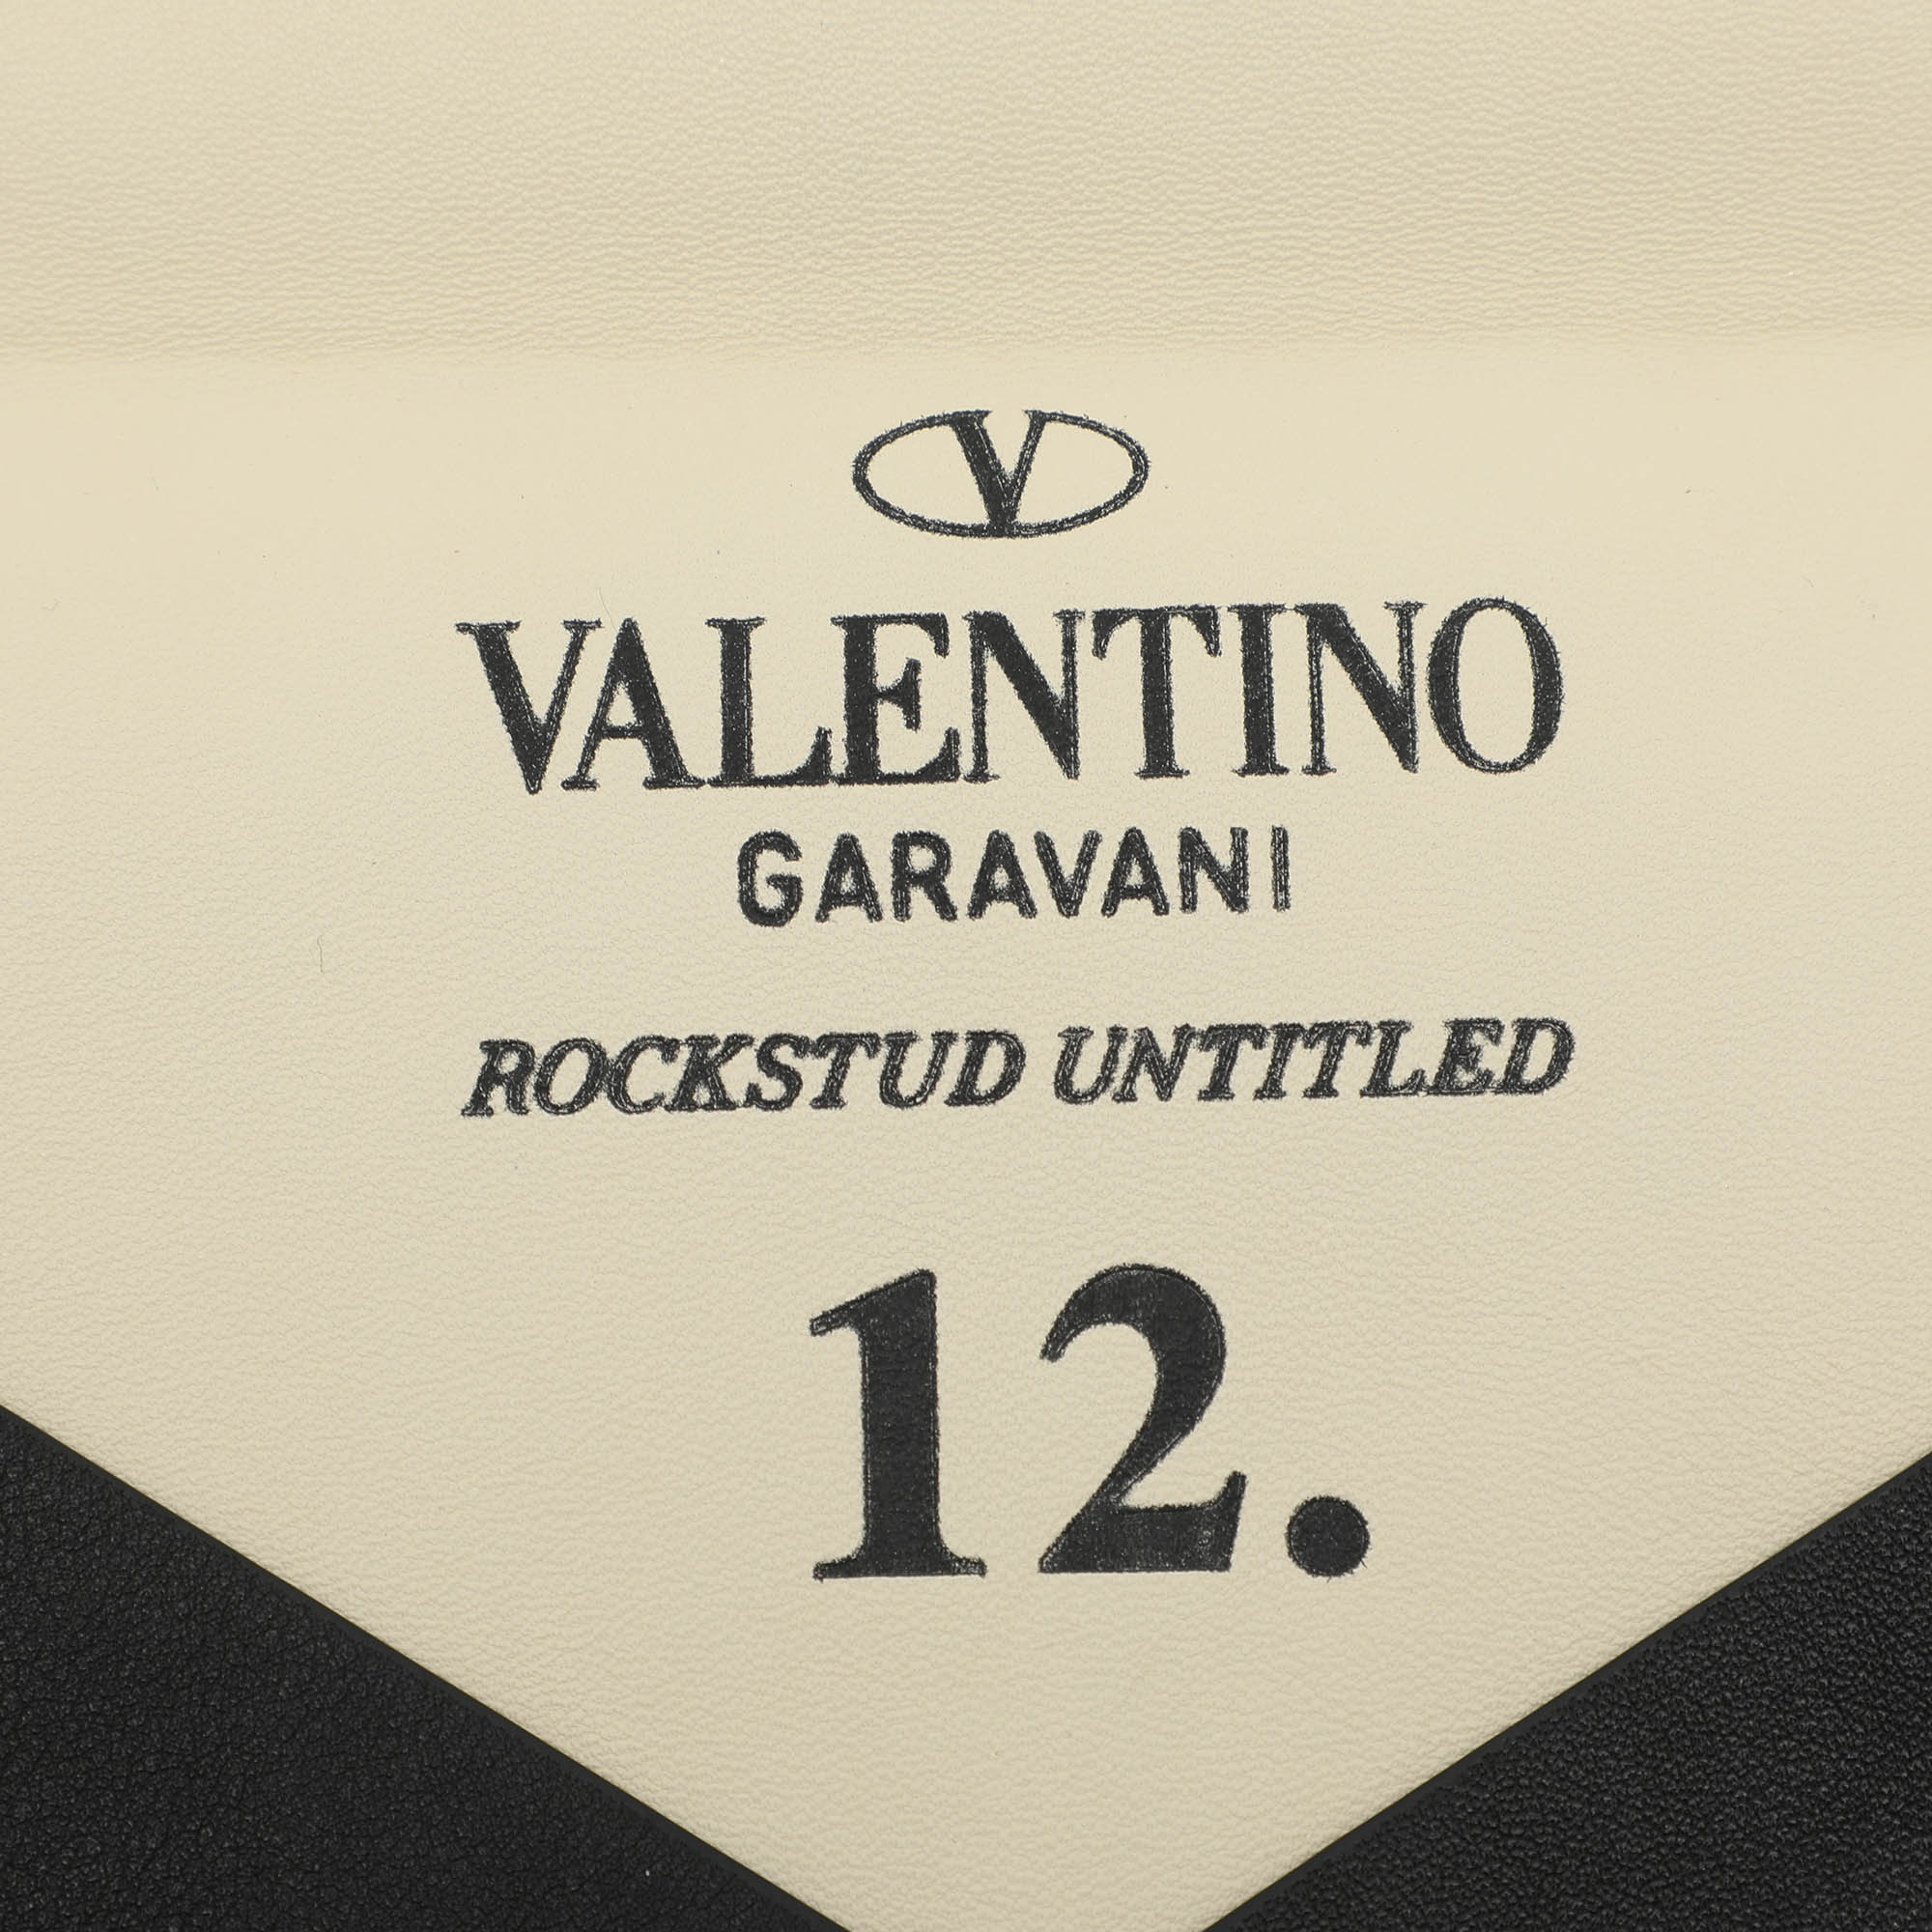 V
VALENTINO
GARAVANI
ROCKSTUD UNTITLED
12.